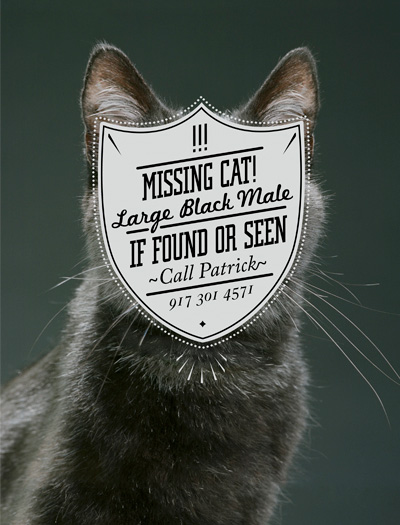 !!!
MISSING CAT!
Large Black Male
IF FOUND OR SEEN
~Call Patrick~
917 301 4571